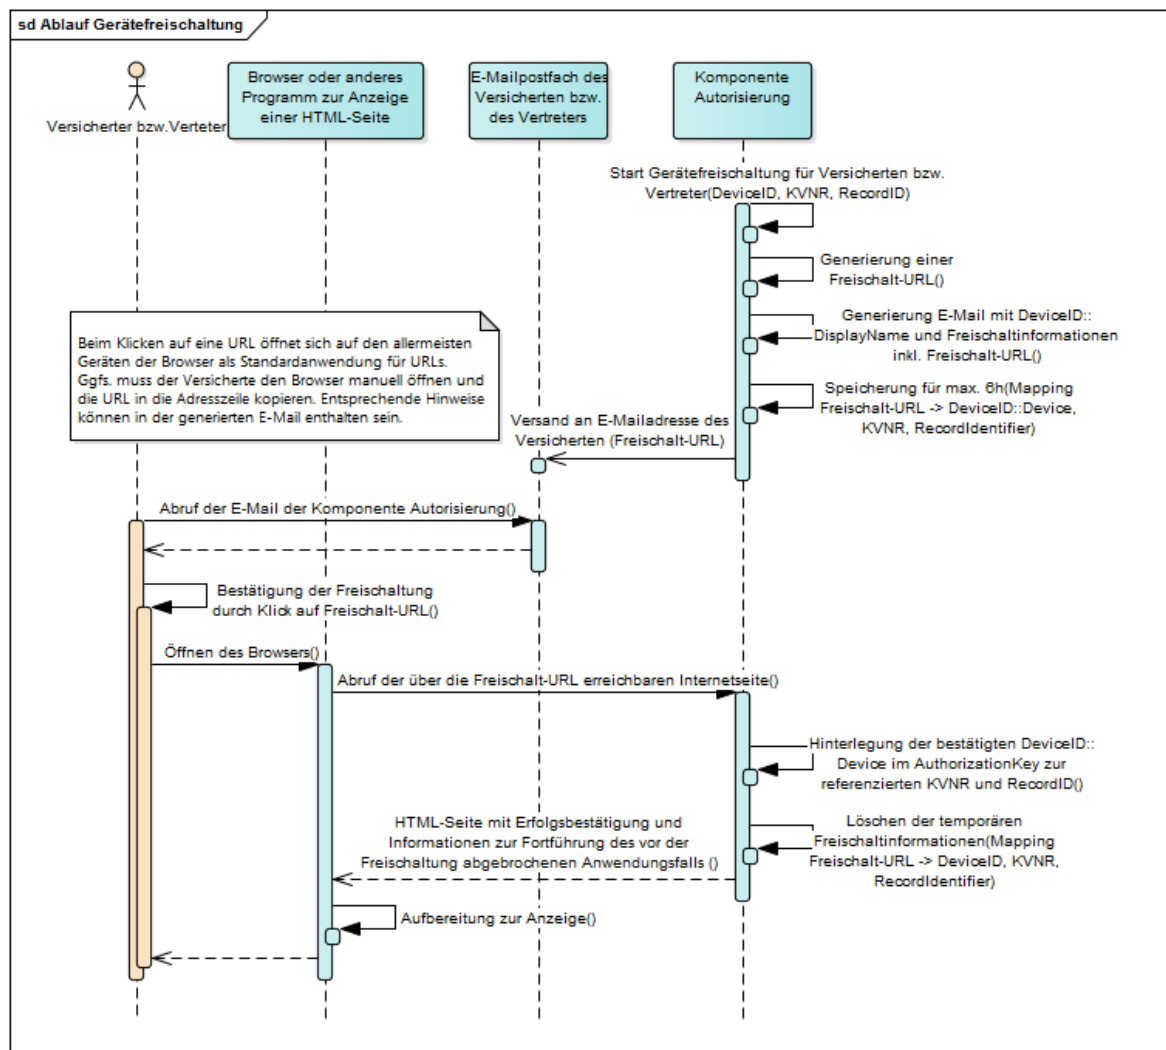 sd Ablauf Gerätefreischaltung
Versicherter bzw.Verteter
Browser oder anderes
Programm zur Anzeige
einer HTML-Seite
E-Mailpostfach des
Versicherten bzw.
des Vertreters
Komponente
Autorisierung
Start Gerätefreischaltung für Versicherten bzw.
Vertreter(DeviceID, KVNR, RecordID)
Generierung einer
Freischalt-URL()
Generierung E-Mail mit DeviceID::
DisplayName und Freischaltinformationen
inkl. Freischalt-URL()
Beim Klicken auf eine URL öffnet sich auf den allermeisten
Geräten der Browser als Standardanwendung für URLs.
Ggfs. muss der Versicherte den Browser manuell öffnen und
die URL in die Adresszeile kopieren. Entsprechende Hinweise
können in der generierten E-Mail enthalten sein.
Speicherung für max. 6h(Mapping
Freischalt-URL -> DeviceID::Device,
KVNR, RecordIdentifier)
Versand an E-Mailadresse des
Versicherten (Freischalt-URL)
Abruf der E-Mail der Komponente Autorisierung()
Bestätigung der Freischaltung
durch Klick auf Freischalt-URL()
Öffnen des Browsers()
Abruf der über die Freischalt-URL erreichbaren Internetseite()
Hinterlegung der bestätigten DeviceID::
Device im AuthorizationKey zur
referenzierten KVNR und RecordID()
Löschen der temporären
Freischaltinformationen(Mapping
Freischalt-URL -> DeviceID, KVNR,
RecordIdentifier)
HTML-Seite mit Erfolgsbestätigung und
Informationen zur Fortführung des vor der
Freischaltung abgebrochenen Anwendungsfalls ()
Aufbereitung zur Anzeige()